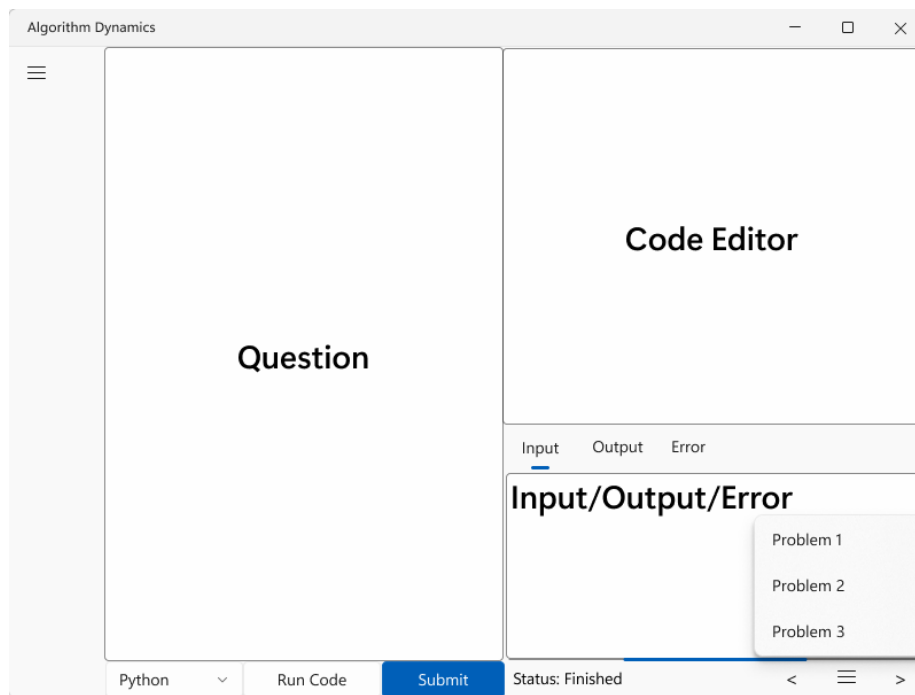 Algorithm Dynamics
Question
Code Editor
Input Output Error
Input/Output/Error
Problem 1
Problem 2
Problem 3
Python Run Code Submit Status: Finished < >